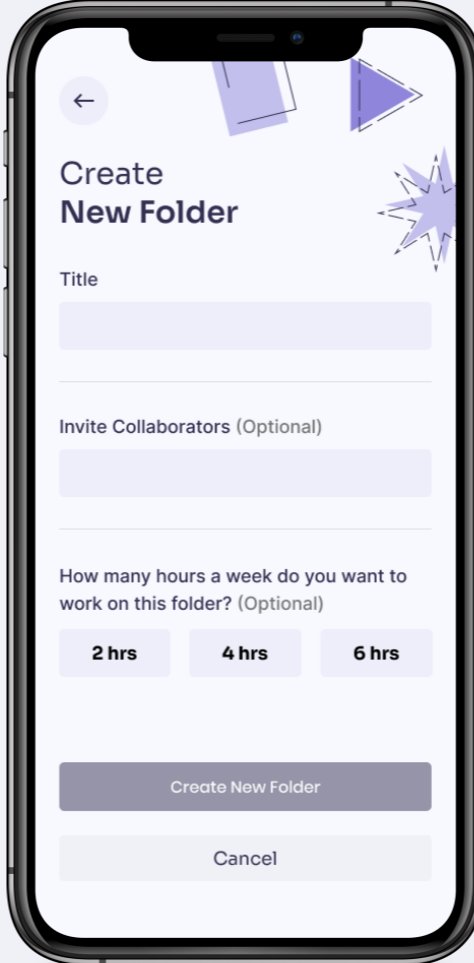 Create
New Folder
Title
Invite Collaborators (Optional)
How many hours a week do you want to
work on this folder? (Optional)
2 hrs 4 hrs 6 hrs
Create New Folder
Cancel